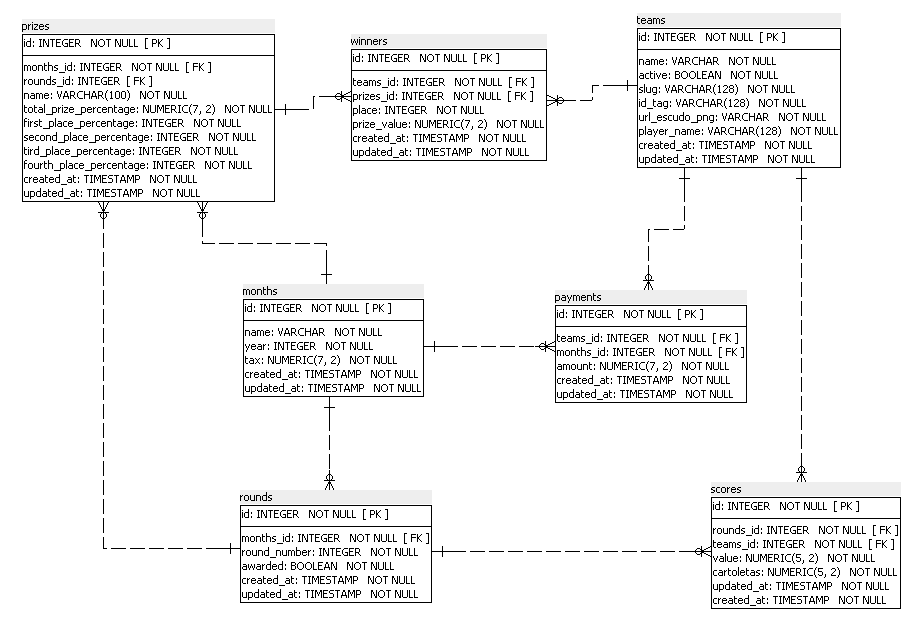 prizes
id: INTEGER NOT NULL [ PK ]
months_id: INTEGER NOT NULL [ FK ]
rounds_id: INTEGER [ FK ]
name: VARCHAR(100) NOT NULL
total_prize_percentage: NUMERIC(7, 2) NOT NULL
first_place_percentage: INTEGER NOT NULL
second_place_percentage: INTEGER NOT NULL
tird_place_percentage: INTEGER NOT NULL
fourth_place_percentage: INTEGER NOT NULL
created_at: TIMESTAMP NOT NULL
updated_at: TIMESTAMP NOT NULL
winners
id: INTEGER NOT NULL [ PK ]
teams_id: INTEGER NOT NULL [ FK ]
prizes_id: INTEGER NOT NULL [ FK ]
place: INTEGER NOT NULL
prize_value: NUMERIC(7, 2) NOT NULL
created_at: TIMESTAMP NOT NULL
updated_at: TIMESTAMP NOT NULL
teams
id: INTEGER NOT NULL [ PK ]
name: VARCHAR NOT NULL
active: BOOLEAN NOT NULL
slug: VARCHAR(128) NOT NULL
id_tag: VARCHAR(128) NOT NULL
url_escudo_png: VARCHAR NOT NULL
player_name: VARCHAR(128) NOT NULL
created_at: TIMESTAMP NOT NULL
updated_at: TIMESTAMP NOT NULL
months
id: INTEGER NOT NULL [ PK ]
name: VARCHAR NOT NULL
year: INTEGER NOT NULL
tax: NUMERIC(7, 2) NOT NULL
created_at: TIMESTAMP NOT NULL
updated_at: TIMESTAMP NOT NULL
payments
id: INTEGER NOT NULL [ PK ]
teams_id: INTEGER NOT NULL [ FK ]
months_id: INTEGER NOT NULL [ FK ]
amount: NUMERIC(7, 2) NOT NULL
created_at: TIMESTAMP NOT NULL
updated_at: TIMESTAMP NOT NULL
rounds
id: INTEGER NOT NULL [ PK ]
months_id: INTEGER NOT NULL [ FK ]
round_number: INTEGER NOT NULL
awarded: BOOLEAN NOT NULL
created_at: TIMESTAMP NOT NULL
updated_at: TIMESTAMP NOT NULL
scores
id: INTEGER NOT NULL [ PK ]
rounds_id: INTEGER NOT NULL [ FK ]
teams_id: INTEGER NOT NULL [ FK ]
value: NUMERIC(5, 2) NOT NULL
cartoletas: NUMERIC(5, 2) NOT NULL
updated_at: TIMESTAMP NOT NULL
created_at: TIMESTAMP NOT NULL